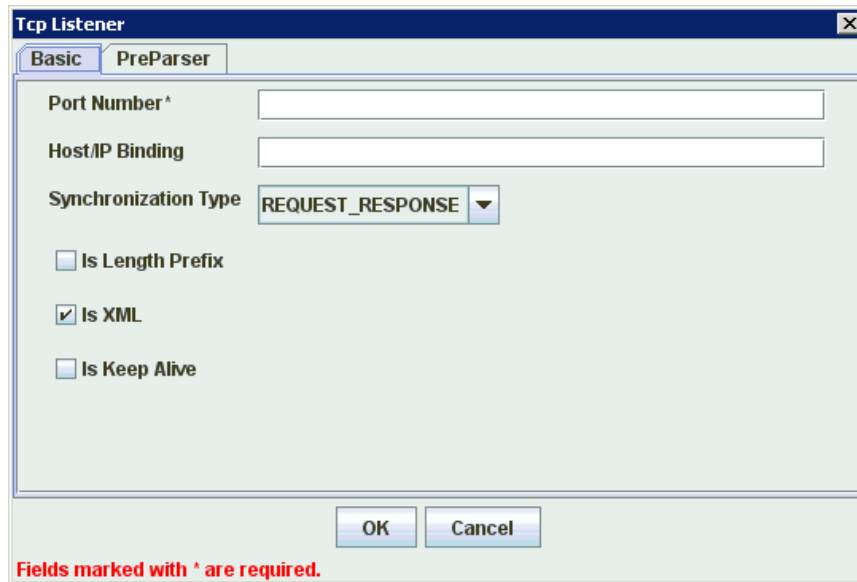 Tcp Listener
Basic PreParser
Port Number*
Host/IP Binding
Synchronization Type REQUEST_RESPONSE
Is Length Prefix
Is XML
Is Keep Alive
OK Cancel
Fields marked with * are required.